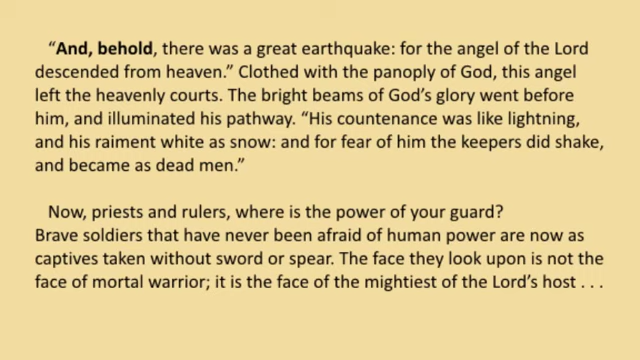 “And, behold, there was a great earthquake: for the angel of the Lord
descended from heaven.” Clothed with the panoply of God, this angel
left the heavenly courts. The bright beams of God’s glory went before
him, and illuminated his pathway. “His countenance was like lightning,
and his raiment white as snow: and for fear of him the keepers did shake,
and became as dead men.”
Now, priests and rulers, where is the power of your guard?
Brave soldiers that have never been afraid of human power are now as
captives taken without sword or spear. The face they look upon is not the
face of mortal warrior; it is the face of the mightiest of the Lord’s host . . .